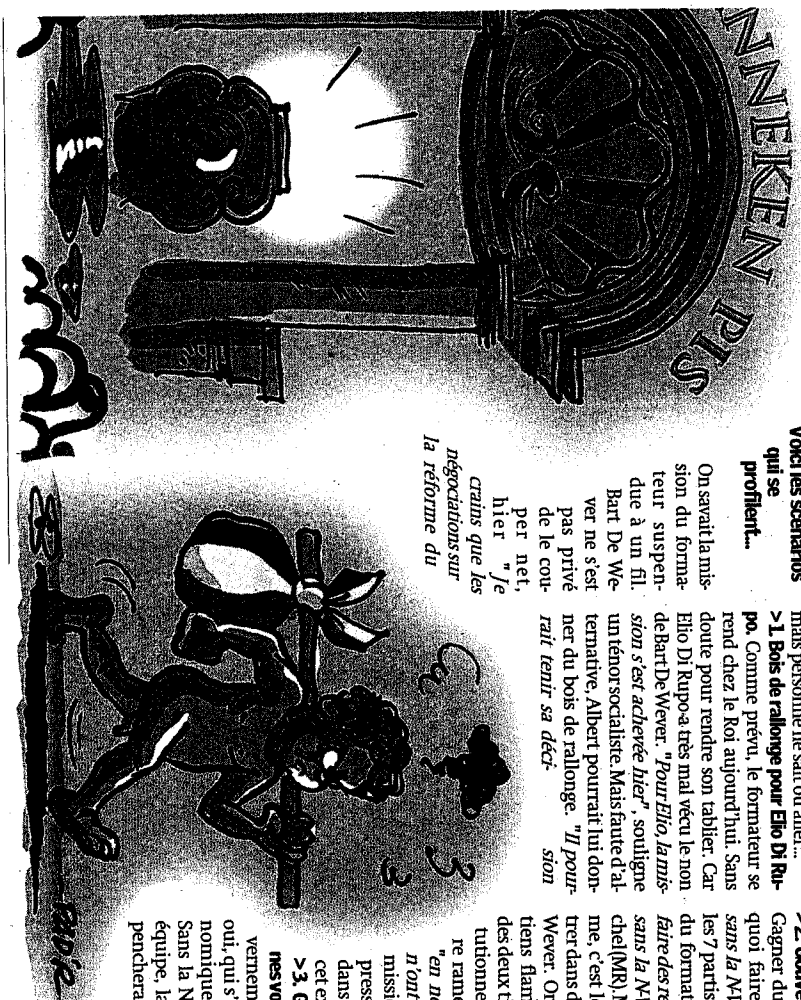 NNEKEN PIS
Voici les scénarios
qui se
profilent...
On savait la mis-
sion du forma-
teur suspen-
due à un fil.
Bart De We-
ver ne s'est
pas privé
de le cou-
per net,
hier "Je
crains que les
négociations sur
la réforme du
mais personne ne sait où aller...
> 1. Bois de rallonge pour Elio Di Ru-
po. Comme prévu, le formateur se
rend chez le Roi aujourd'hui. Sans
doute pour rendre son tablier. Car
Elio Di Rupo a très mal vécu le non
de Bart De Wever. "Pour Elio, la mis-
sion s'est achevée hier", souligne
un ténor socialiste. Mais faute d'al-
ternative, Albert pourrait lui don-
ner du bois de rallonge. "Il pour-
rait tenir sa déci-
sion
> 2.
Gagner du
quoi faire
sans la N-
les 7 partis
du format
faire des re
sans la N-
chel (MR).
me, c'est l
trer dans d
Wever. Or
tiens flam
des deux ti
tutionne
re rame
"en ne
n'ont
missi
press
dans
cet e
> 3. G
nes vo
vernem
oui, qui s'
nomique
Sans la N
équipe, la
penchera